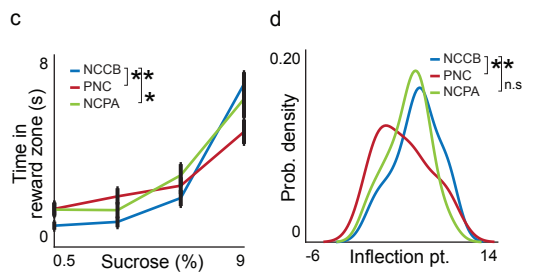 c
8
NCCB
PNC
NCPA
**
*
Time in
reward zone (s)
0
0.5
Sucrose (%)
9
d
0.20
NCCB
PNC
NCPA
**
n.s
Prob. density
0
-6
Inflection pt.
14